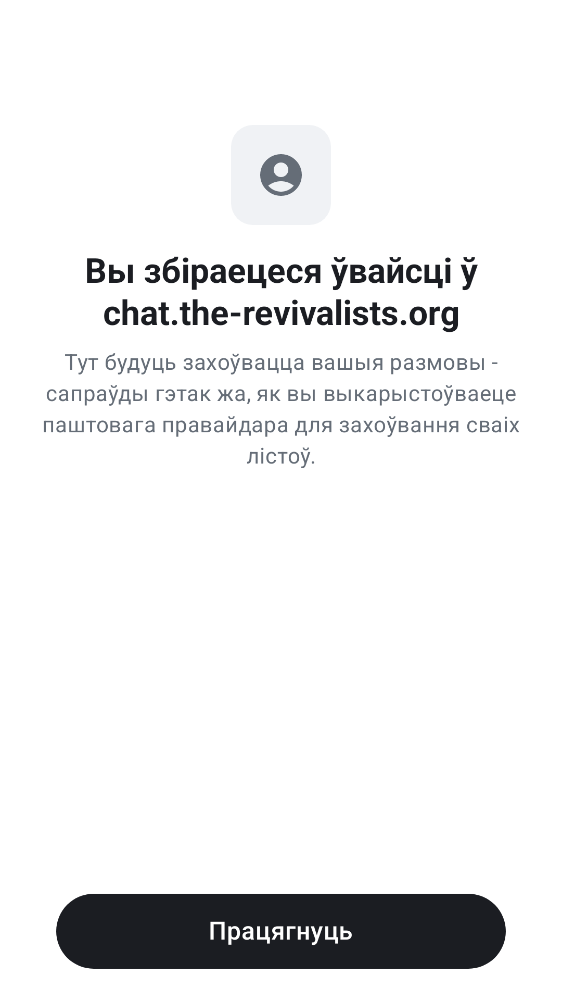 Вы збіраецеся ўвайсці ў
chat.the-revivalists.org
Тут будуць захоўвацца вашыя размовы -
сапраўды гэтак жа, як вы выкарыстоўваеце
паштовага правайдара для захоўвання сваіх
лістоў.
Працягнуць